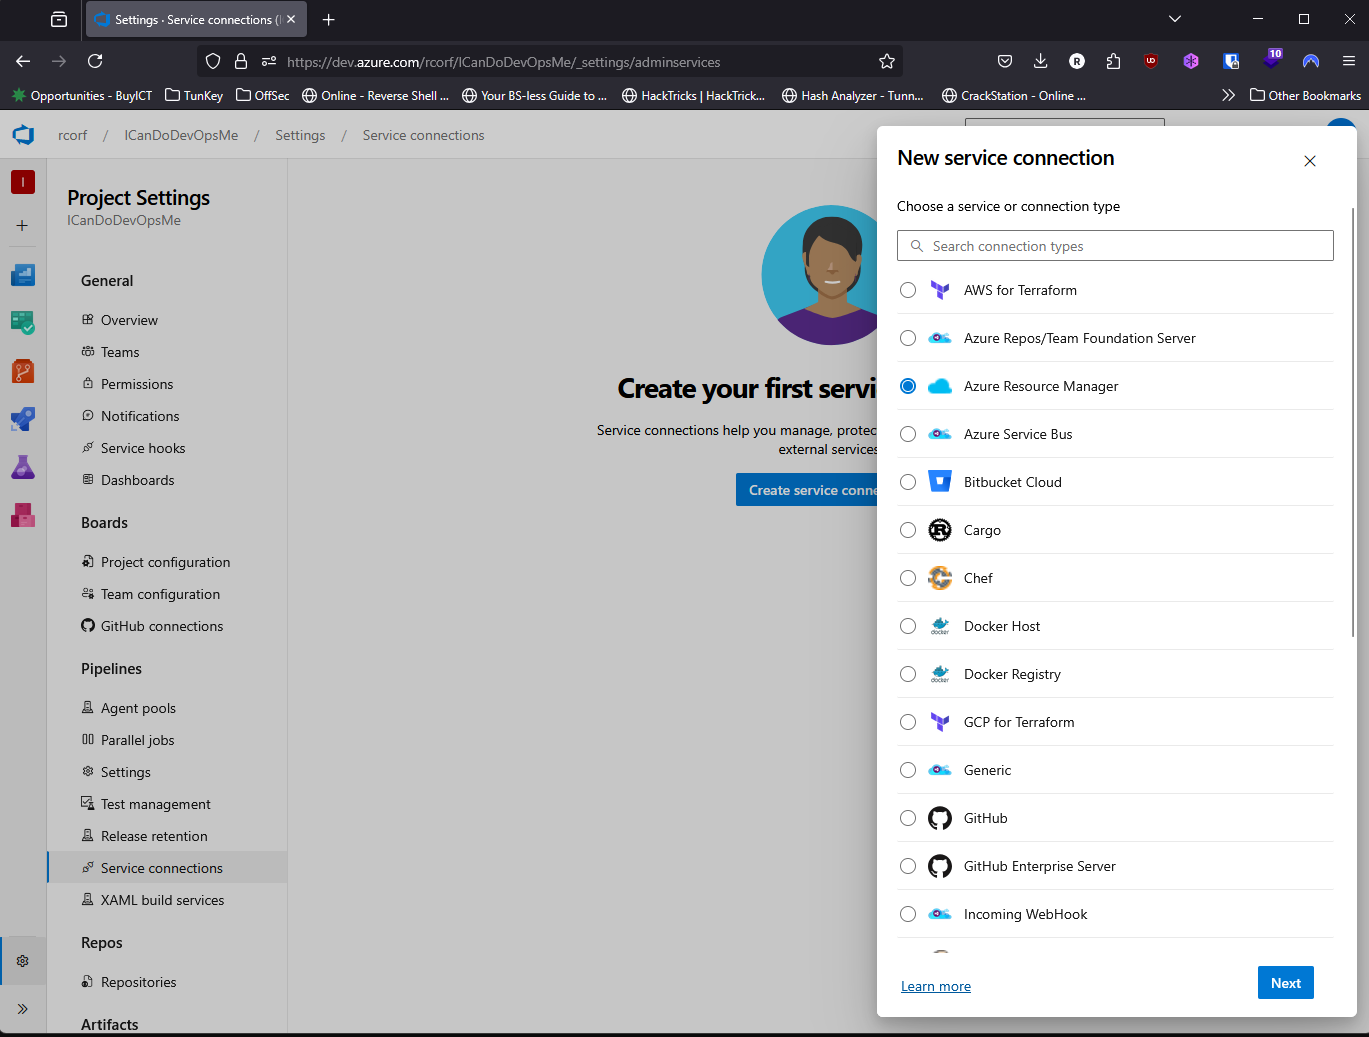 Settings · Service connections (
https://dev.azure.com/rcorf/ICanDoDevOpsMe/_settings/adminservices
R
UD
10
Opportunities - BuyICT
TunKey
OffSec
Online - Reverse Shell ...
Your BS-less Guide to ...
HackTricks | HackTrick...
Hash Analyzer - Tunn...
CrackStation - Online ...
Other Bookmarks
rcorf / ICanDoDevOpsMe / Settings / Service connections
I
Project Settings
ICanDoDevOpsMe
General
Overview
Teams
Permissions
Notifications
Service hooks
Dashboards
Boards
Project configuration
Team configuration
GitHub connections
Pipelines
Agent pools
Parallel jobs
Settings
Test management
Release retention
Service connections
XAML build services
Repos
Repositories
Artifacts
Create your first servi
Service connections help you manage, protec
external services
Create service conne
New service connection
Choose a service or connection type
Search connection types
AWS for Terraform
Azure Repos/Team Foundation Server
Azure Resource Manager
Azure Service Bus
Bitbucket Cloud
Cargo
Chef
docker
Docker Host
docker
Docker Registry
GCP for Terraform
Generic
GitHub
GitHub Enterprise Server
Incoming WebHook
Learn more
Next